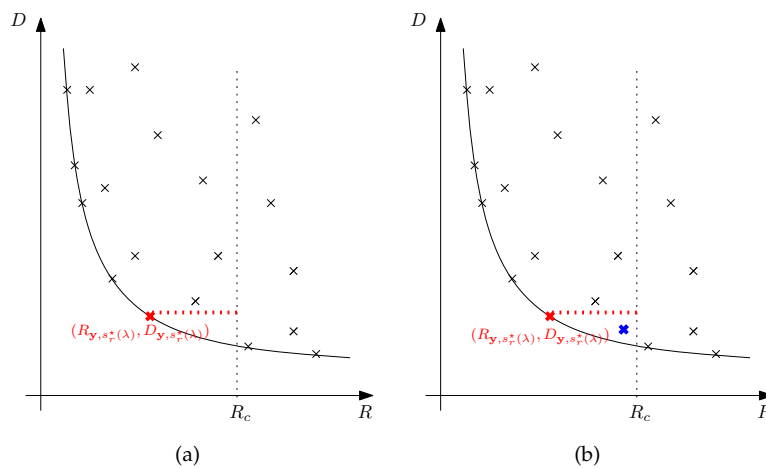 D
(R_{𝐲,s_r^⋆(λ)}, D_{𝐲,s_r^⋆(λ)})
R_c
R
(a)
D
(R_{𝐲,s_r^⋆(λ)}, D_{𝐲,s_r^⋆(λ)})
R_c
(b)